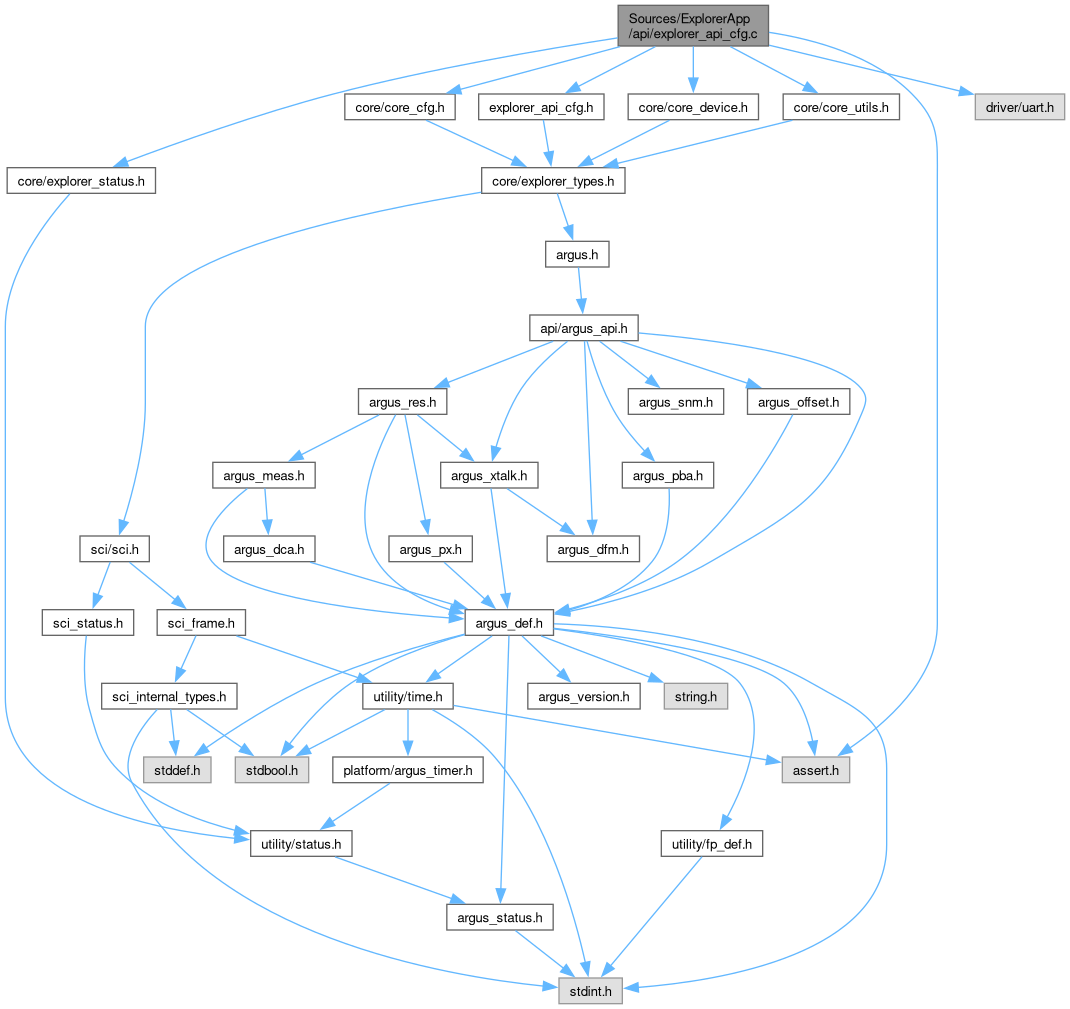 Sources/ExplorerApp
/api/explorer_api_cfg.c
core/core_cfg.h
explorer_api_cfg.h
core/core_device.h
core/core_utils.h
driver/uart.h
core/explorer_status.h
core/explorer_types.h
argus.h
api/argus_api.h
argus_res.h
argus_snm.h
argus_offset.h
argus_meas.h
argus_xtalk.h
argus_pba.h
sci/sci.h
argus_dca.h
argus_px.h
argus_dfm.h
sci_status.h
sci_frame.h
argus_def.h
sci_internal_types.h
utility/time.h
argus_version.h
string.h
stddef.h
stdbool.h
platform/argus_timer.h
assert.h
utility/status.h
utility/fp_def.h
argus_status.h
stdint.h